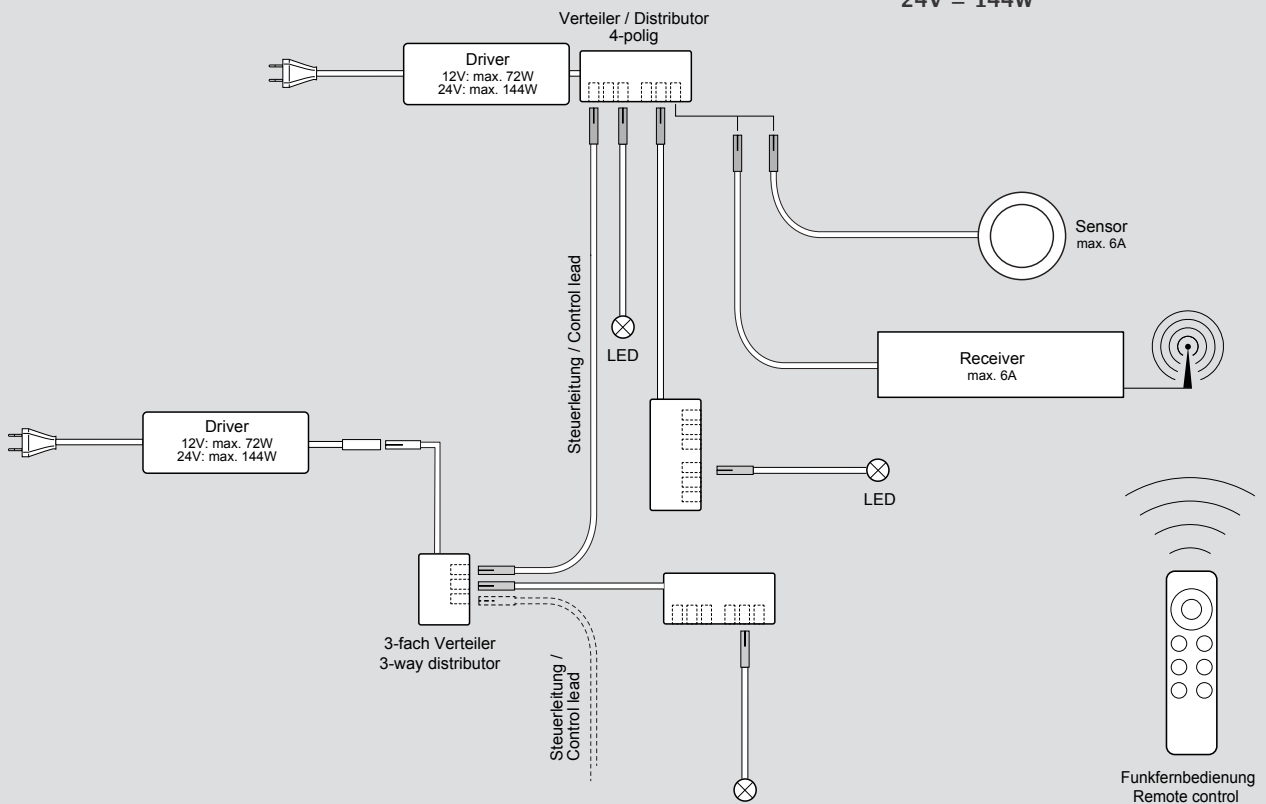 24V = 144W
Verteiler / Distributor
4-polig
Driver
12V: max. 72W
24V: max. 144W
Sensor
max. 6A
Steuerleitung / Control lead
LED
Receiver
max. 6A
Driver
12V: max. 72W
24V: max. 144W
LED
3-fach Verteiler
3-way distributor
Steuerleitung /
Control lead
Funkfernbedienung
Remote control